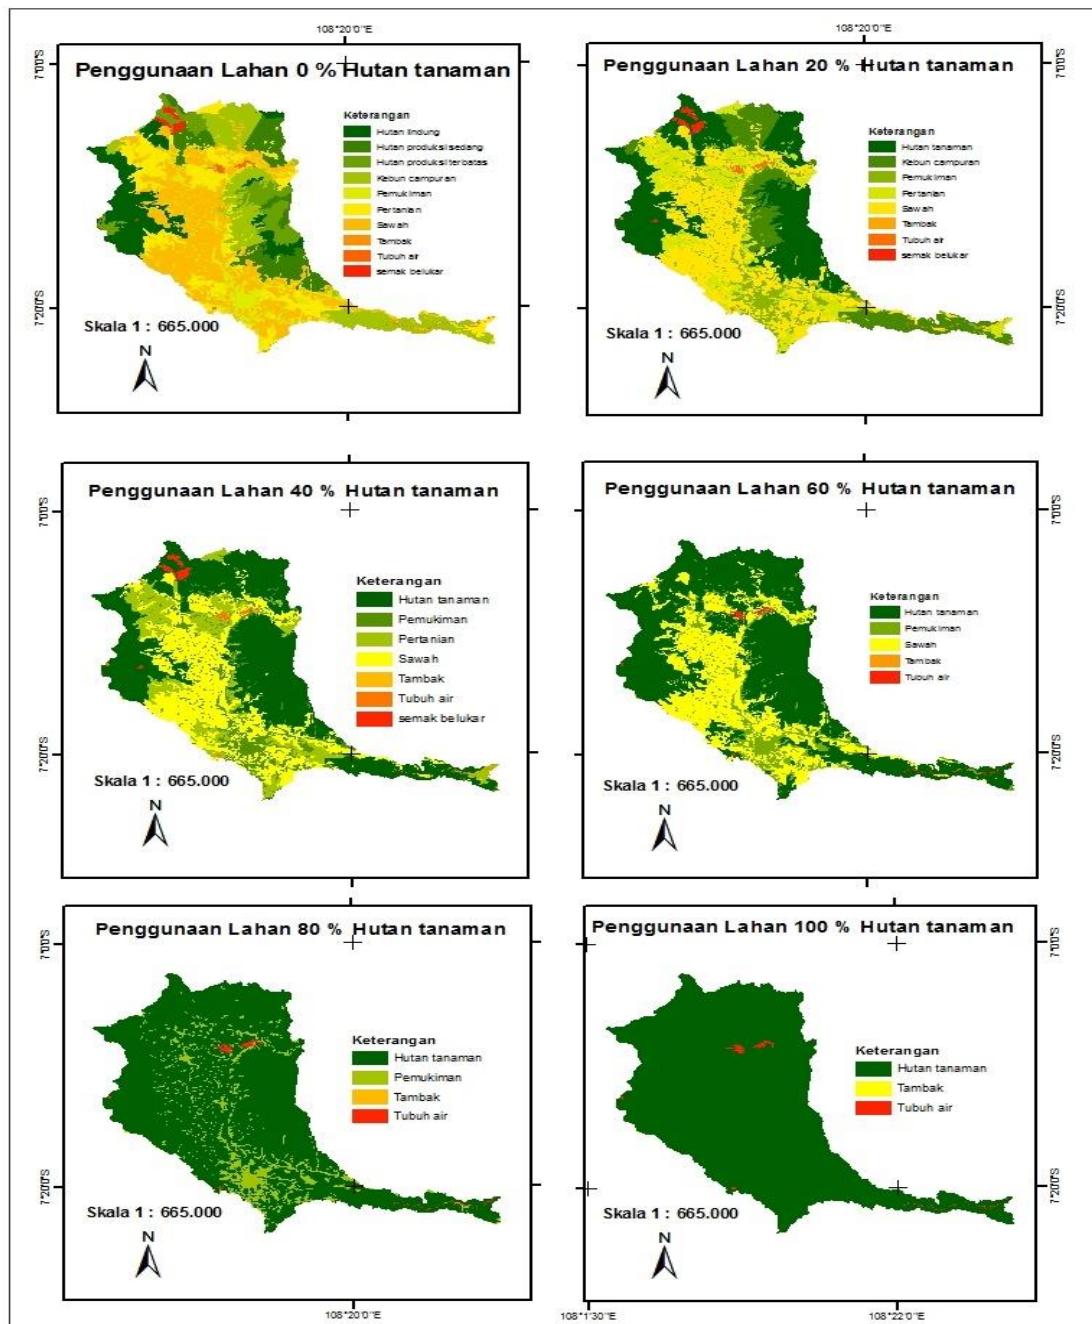 108°20'0"E
108°20'0"E
Penggunaan Lahan 0 % Hutan tanaman
7°0'0"S
Keterangan
Hutan lindung
Hutan produksi sedang
Hutan produksi terbatas
Kebun campuran
Pemukiman
Pertanian
Sawah
Tambak
Tubuh air
semak belukar
7°20'0"S
Skala 1 : 665.000
N
Penggunaan Lahan 20 % Hutan tanaman
7°0'0"S
Keterangan
Hutan tanaman
Kebun campuran
Pemukiman
Pertanian
Sawah
Tambak
Tubuh air
semak belukar
7°20'0"S
Skala 1 : 665.000
N
Penggunaan Lahan 40 % Hutan tanaman
7°0'0"S
Keterangan
Hutan tanaman
Pemukiman
Pertanian
Sawah
Tambak
Tubuh air
semak belukar
7°20'0"S
Skala 1 : 665.000
N
Penggunaan Lahan 60 % Hutan tanaman
7°0'0"S
Keterangan
Hutan tanaman
Pemukiman
Sawah
Tambak
Tubuh air
7°20'0"S
Skala 1 : 665.000
N
Penggunaan Lahan 80 % Hutan tanaman
7°0'0"S
Keterangan
Hutan tanaman
Pemukiman
Tambak
Tubuh air
7°20'0"S
Skala 1 : 665.000
N
108°20'0"E
Penggunaan Lahan 100 % Hutan tanaman
7°0'0"S
Keterangan
Hutan tanaman
Tambak
Tubuh air
7°20'0"S
Skala 1 : 665.000
N
108°1'30"E
108°22'0"E